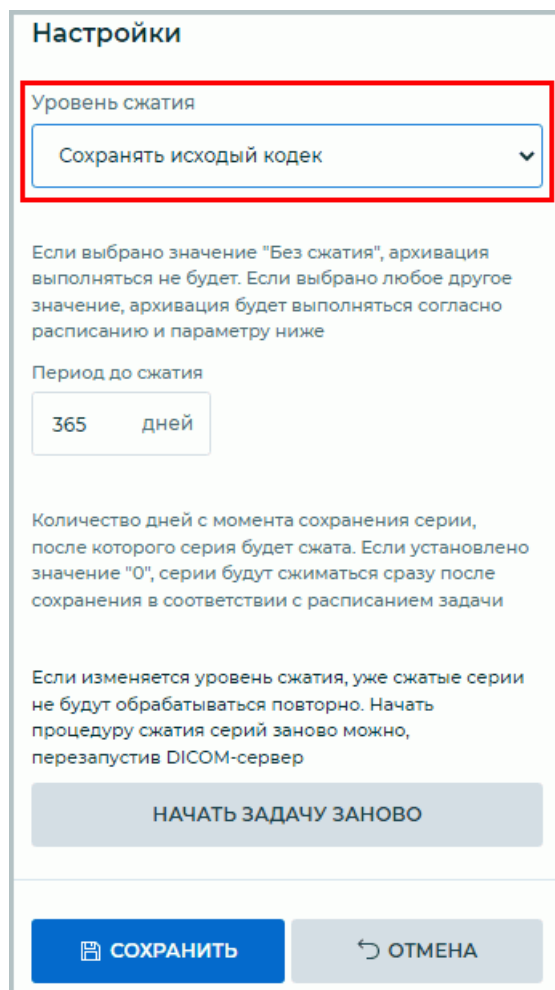 Настройки
Уровень сжатия
Сохранять исходый кодек
Если выбрано значение "Без сжатия", архивация
выполняться не будет. Если выбрано любое другое
значение, архивация будет выполняться согласно
расписанию и параметру ниже
Период до сжатия
365 дней
Количество дней с момента сохранения серии,
после которого серия будет сжата. Если установлено
значение "0", серии будут сжиматься сразу после
сохранения в соответствии с расписанием задачи
Если изменяется уровень сжатия, уже сжатые серии
не будут обрабатываться повторно. Начать
процедуру сжатия серий заново можно,
перезапустив DICOM-сервер
НАЧАТЬ ЗАДАЧУ ЗАНОВО
СОХРАНИТЬ ОТМЕНА